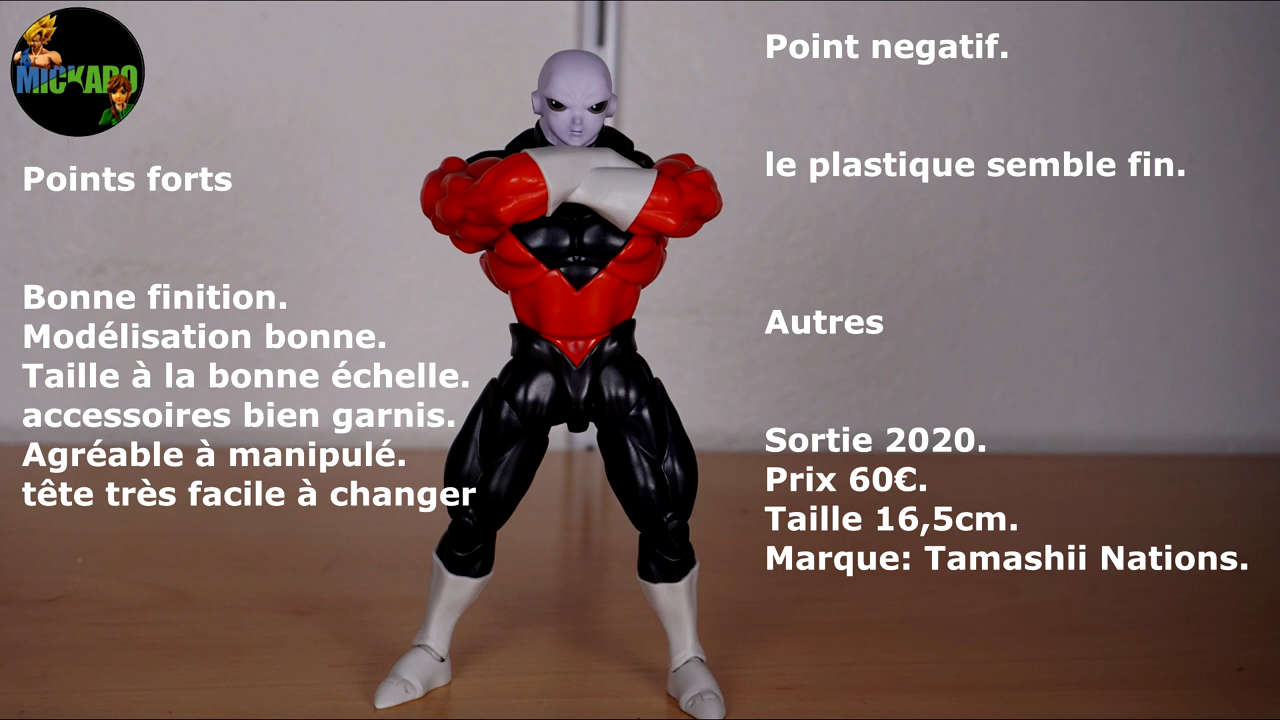 MICKADO
Points forts
Bonne finition.
Modélisation bonne.
Taille à la bonne échelle.
accessoires bien garnis.
Agréable à manipulé.
tête très facile à changer
Point negatif.
le plastique semble fin.
Autres
Sortie 2020.
Prix 60€.
Taille 16,5cm.
Marque: Tamashii Nations.